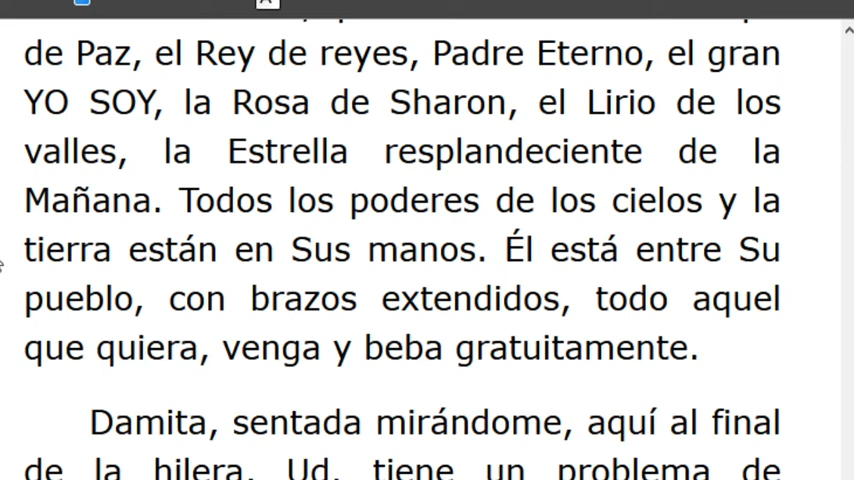 de Paz, el Rey de reyes, Padre Eterno, el gran
YO SOY, la Rosa de Sharon, el Lirio de los
valles, la Estrella resplandeciente de la
Mañana. Todos los poderes de los cielos y la
tierra están en Sus manos. Él está entre Su
pueblo, con brazos extendidos, todo aquel
que quiera, venga y beba gratuitamente.
Damita, sentada mirándome, aquí al final
de la hilera. Ud. tiene un problema de